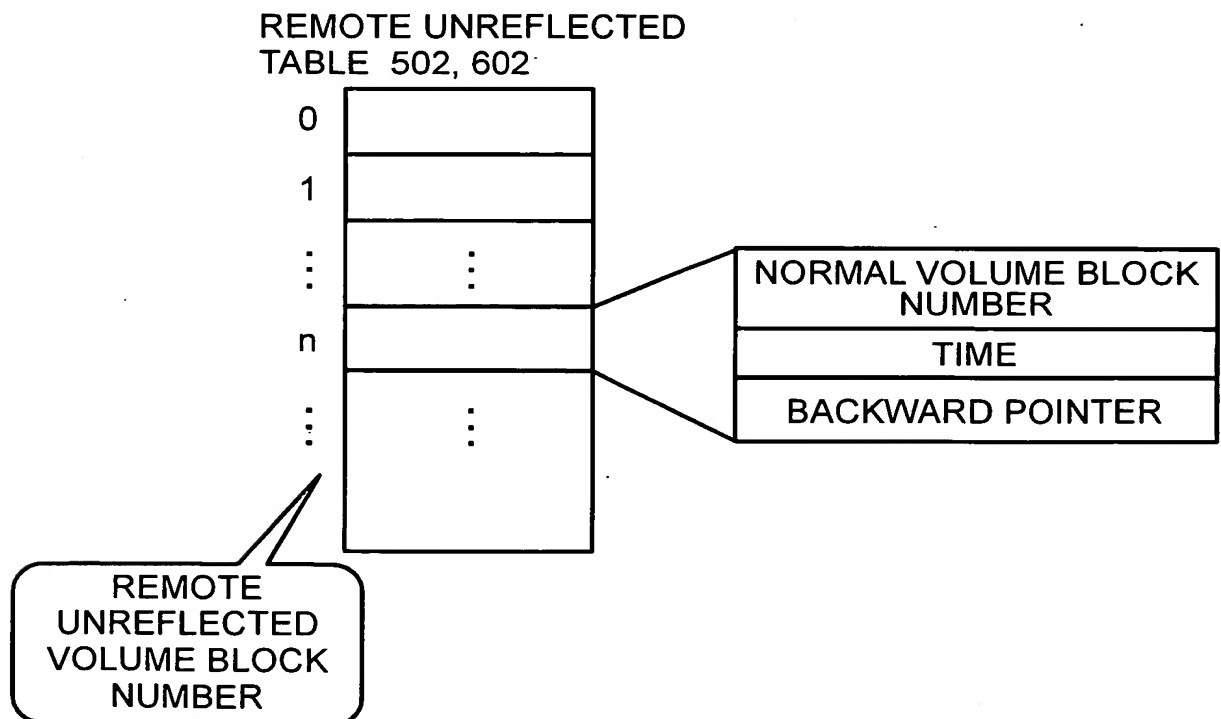 REMOTE UNREFLECTED
TABLE 502, 602
0
1
⋮ ⋮
n
⋮ ⋮
NORMAL VOLUME BLOCK
NUMBER
TIME
BACKWARD POINTER
REMOTE
UNREFLECTED
VOLUME BLOCK
NUMBER